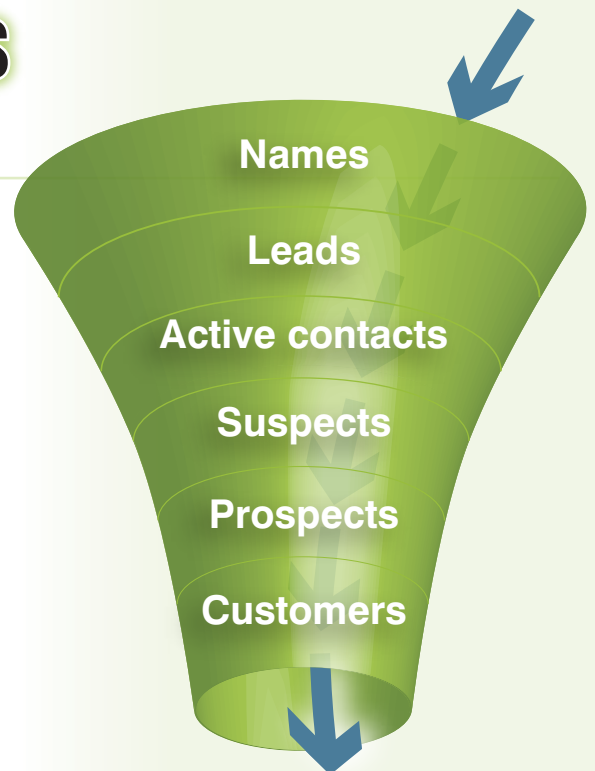 s
Names
Leads
Active contacts
Suspects
Prospects
Customers